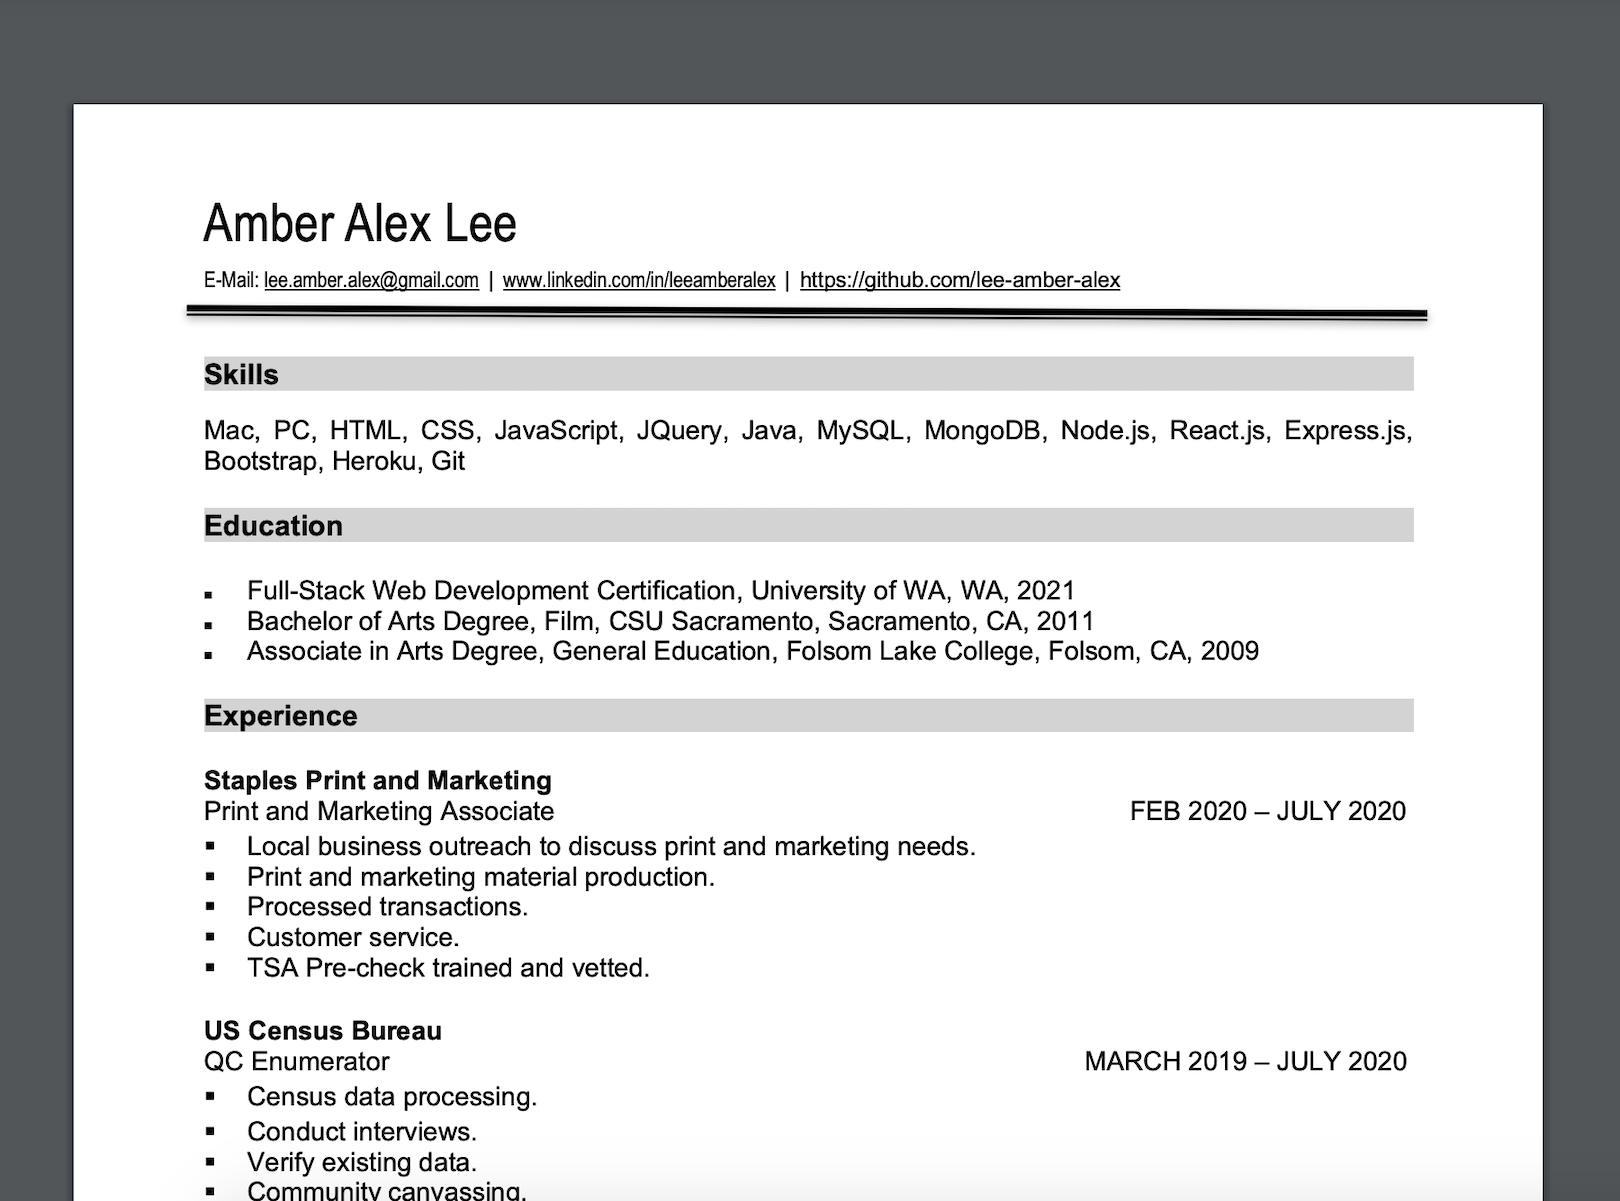 Amber Alex Lee
E-Mail: lee.amber.alex@gmail.com | www.linkedin.com/in/leeamberalex | https://github.com/lee-amber-alex
Skills
Mac, PC, HTML, CSS, JavaScript, JQuery, Java, MySQL, MongoDB, Node.js, React.js, Express.js,
Bootstrap, Heroku, Git
Education
▪ Full-Stack Web Development Certification, University of WA, WA, 2021
▪ Bachelor of Arts Degree, Film, CSU Sacramento, Sacramento, CA, 2011
▪ Associate in Arts Degree, General Education, Folsom Lake College, Folsom, CA, 2009
Experience
Staples Print and Marketing
Print and Marketing Associate FEB 2020 – JULY 2020
▪ Local business outreach to discuss print and marketing needs.
▪ Print and marketing material production.
▪ Processed transactions.
▪ Customer service.
▪ TSA Pre-check trained and vetted.
US Census Bureau
QC Enumerator MARCH 2019 – JULY 2020
▪ Census data processing.
▪ Conduct interviews.
▪ Verify existing data.
▪ Community canvassing.